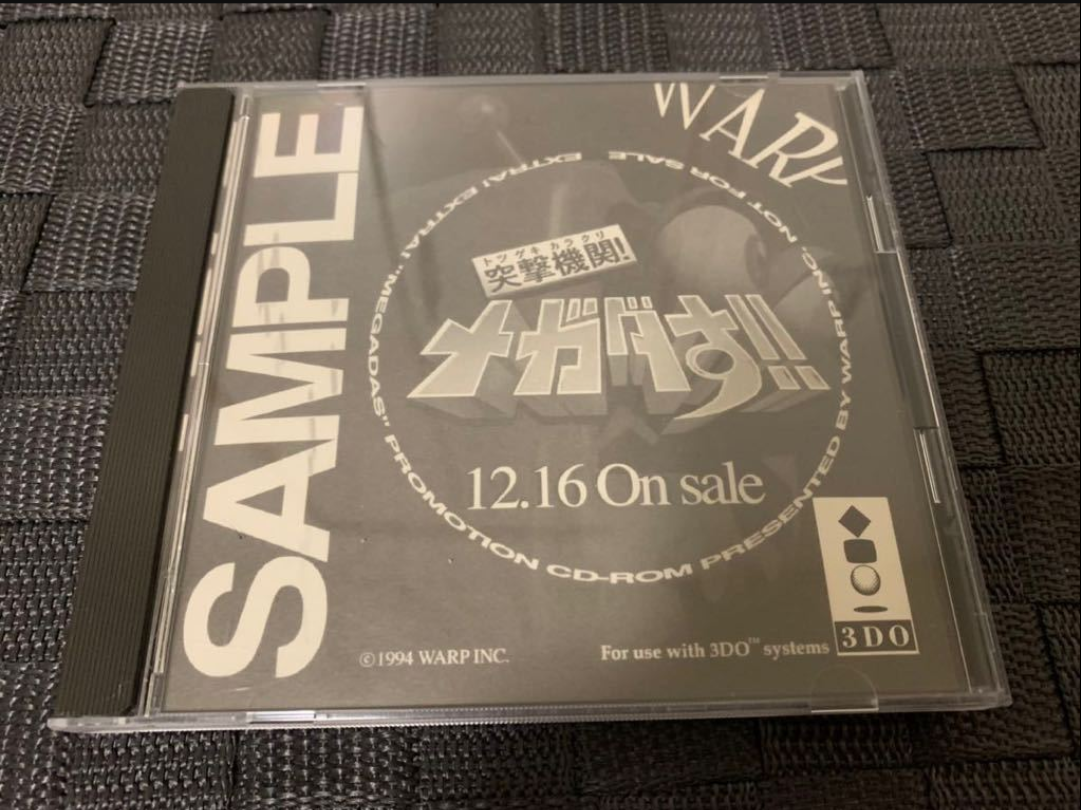 SAMPLE
WARP
EXTRA! EXTRA! "MEGADAS" PROMOTION CD-ROM PRESENTED BY WARP INC. NOT FOR SALE
トツゲキ カラクリ
突撃機関!
メガダす!!
12.16 On sale
©1994 WARP INC.
For use with 3DO™ systems
3DO